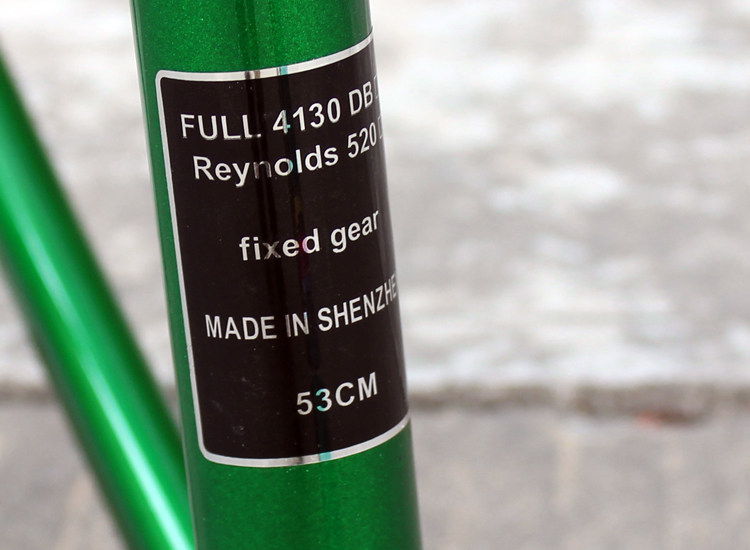 FULL 4130 DB
Reynolds 520
fixed gear
MADE IN SHENZHE
53CM